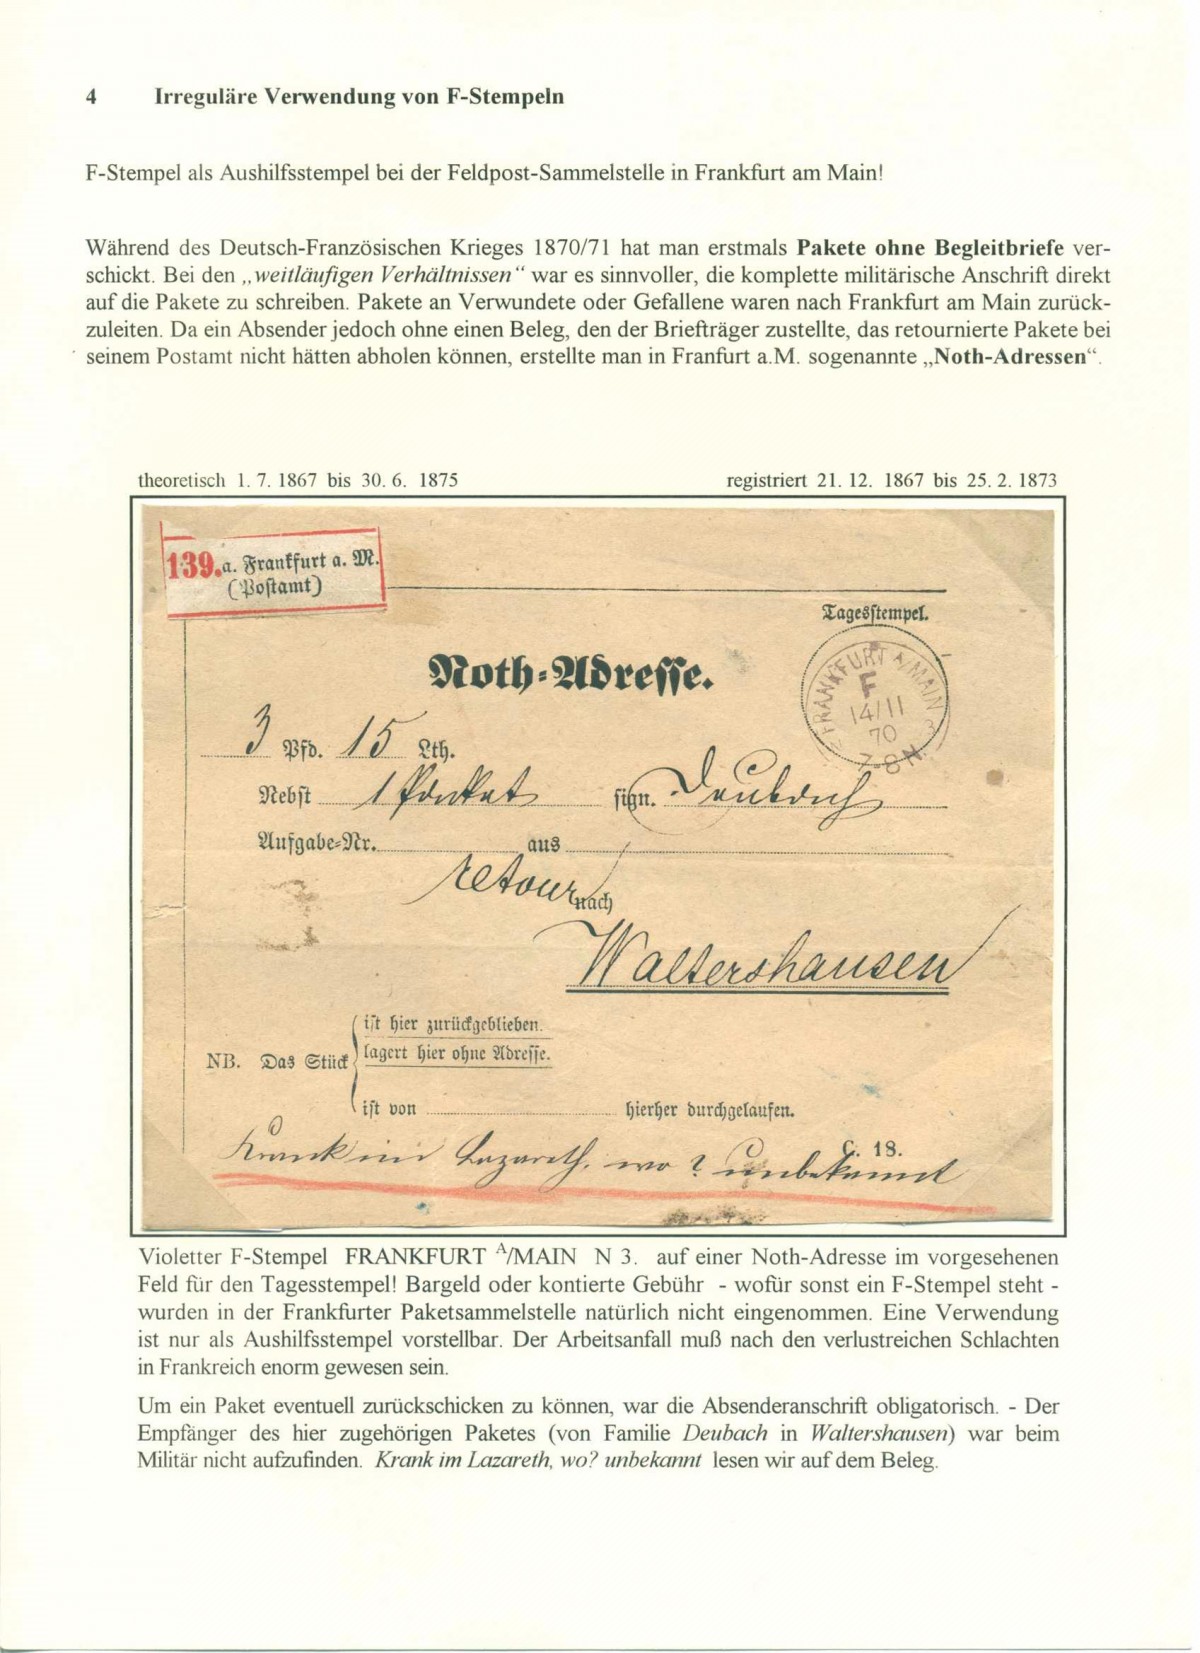 4 Irreguläre Verwendung von F-Stempeln
F-Stempel als Aushilfsstempel bei der Feldpost-Sammelstelle in Frankfurt am Main!
Während des Deutsch-Französischen Krieges 1870/71 hat man erstmals Pakete ohne Begleitbriefe ver-
schickt. Bei den „weitläufigen Verhältnissen“ war es sinnvoller, die komplette militärische Anschrift direkt
auf die Pakete zu schreiben. Pakete an Verwundete oder Gefallene waren nach Frankfurt am Main zurück-
zuleiten. Da ein Absender jedoch ohne einen Beleg, den der Briefträger zustellte, das retournierte Pakete bei
seinem Postamt nicht hätten abholen können, erstellte man in Franfurt a.M. sogenannte „Noth-Adressen“.
theoretisch 1. 7. 1867 bis 30. 6. 1875 registriert 21. 12. 1867 bis 25. 2. 1873
139. a. Frankfurt a. M.
(Postamt)
Tagesstempel.
FRANKFURT A/MAIN
F
14/11
70
7-8 N. 3
Noth-Adresse.
3 Pfd. 15 Lth.
Nebst 1 Packet sign. Deubach
Aufgabe-Nr. aus
retour nach
Waltershausen
ist hier zurückgeblieben.
NB. Das Stück lagert hier ohne Adresse.
ist von hierher durchgelaufen.
C. 18.
Krank im Lazareth, wo? unbekannt
Violetter F-Stempel FRANKFURT A/MAIN N 3. auf einer Noth-Adresse im vorgesehenen
Feld für den Tagesstempel! Bargeld oder kontierte Gebühr - wofür sonst ein F-Stempel steht -
wurden in der Frankfurter Paketsammelstelle natürlich nicht eingenommen. Eine Verwendung
ist nur als Aushilfsstempel vorstellbar. Der Arbeitsanfall muß nach den verlustreichen Schlachten
in Frankreich enorm gewesen sein.
Um ein Paket eventuell zurückschicken zu können, war die Absenderanschrift obligatorisch. - Der
Empfänger des hier zugehörigen Paketes (von Familie Deubach in Waltershausen) war beim
Militär nicht aufzufinden. Krank im Lazareth, wo? unbekannt lesen wir auf dem Beleg.